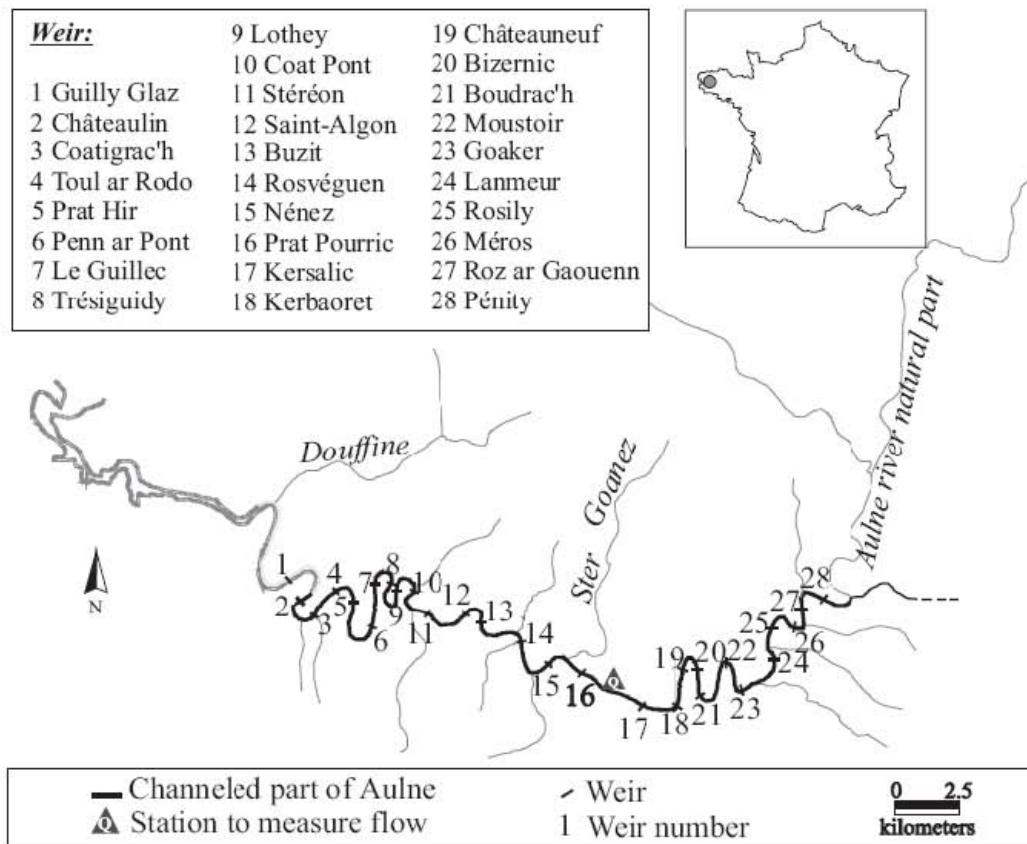 Weir:
1 Guilly Glaz
2 Châteaulin
3 Coatigrac'h
4 Toul ar Rodo
5 Prat Hir
6 Penn ar Pont
7 Le Guillec
8 Trésiguidy
9 Lothey
10 Coat Pont
11 Stéréon
12 Saint-Algon
13 Buzit
14 Rosvéguen
15 Nénez
16 Prat Pourric
17 Kersalic
18 Kerbaoret
19 Châteauneuf
20 Bizernic
21 Boudrac'h
22 Moustoir
23 Goaker
24 Lanmeur
25 Rosily
26 Méros
27 Roz ar Gaouenn
28 Pénity
Aulne river natural part
Douffine
Ster Goanez
N
1
2
3
4
5
6
7
8
9
10
11
12
13
14
15
16
Q
17
18
19
20
21
22
23
24
25
26
27
28
Channeled part of Aulne
Q Station to measure flow
Weir
1 Weir number
0 2.5
kilometers